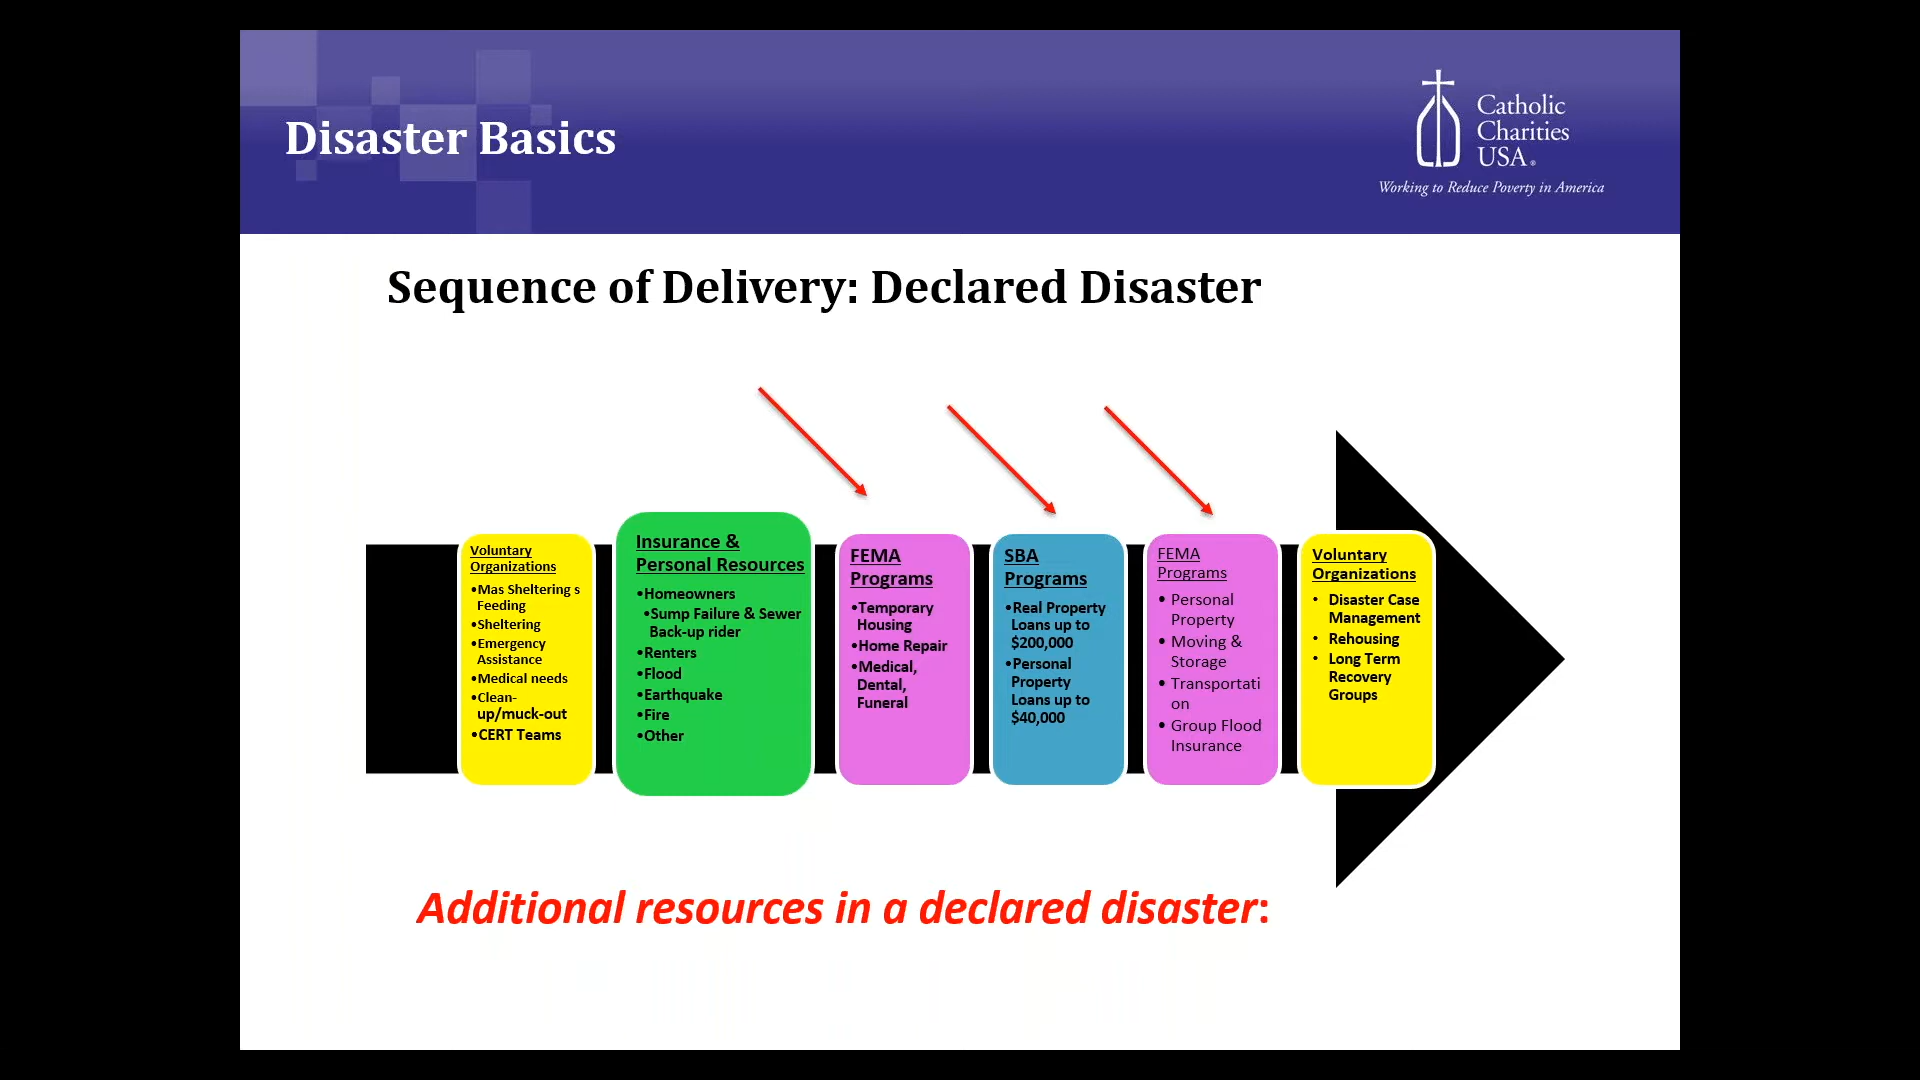 Disaster Basics
Catholic
Charities
USA®
Working to Reduce Poverty in America
Sequence of Delivery: Declared Disaster
Voluntary
Organizations
•Mas Sheltering s
Feeding
•Sheltering
•Emergency
Assistance
•Medical needs
•Clean-
up/muck-out
•CERT Teams
Insurance &
Personal Resources
•Homeowners
•Sump Failure & Sewer
Back-up rider
•Renters
•Flood
•Earthquake
•Fire
•Other
FEMA
Programs
•Temporary
Housing
•Home Repair
•Medical,
Dental,
Funeral
SBA
Programs
•Real Property
Loans up to
$200,000
•Personal
Property
Loans up to
$40,000
FEMA
Programs
• Personal
Property
• Moving &
Storage
• Transportati
on
• Group Flood
Insurance
Voluntary
Organizations
• Disaster Case
Management
• Rehousing
• Long Term
Recovery
Groups
Additional resources in a declared disaster: